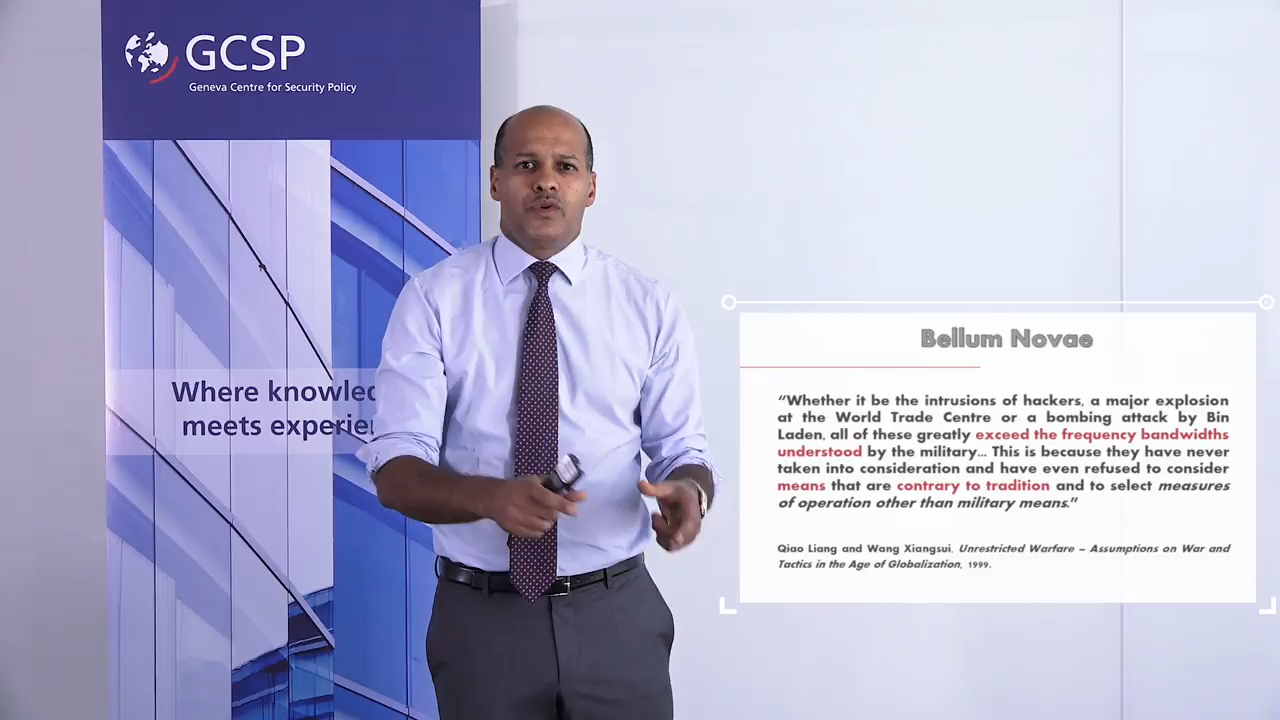 GCSP
Geneva Centre for Security Policy
Where knowled
meets experie
Bellum Novae
“Whether it be the intrusions of hackers, a major explosion
at the World Trade Centre or a bombing attack by Bin
Laden, all of these greatly exceed the frequency bandwidths
understood by the military... This is because they have never
taken into consideration and have even refused to consider
means that are contrary to tradition and to select measures
of operation other than military means.”
Qiao Liang and Wang Xiangsui. Unrestricted Warfare – Assumptions on War and
Tactics in the Age of Globalization, 1999.